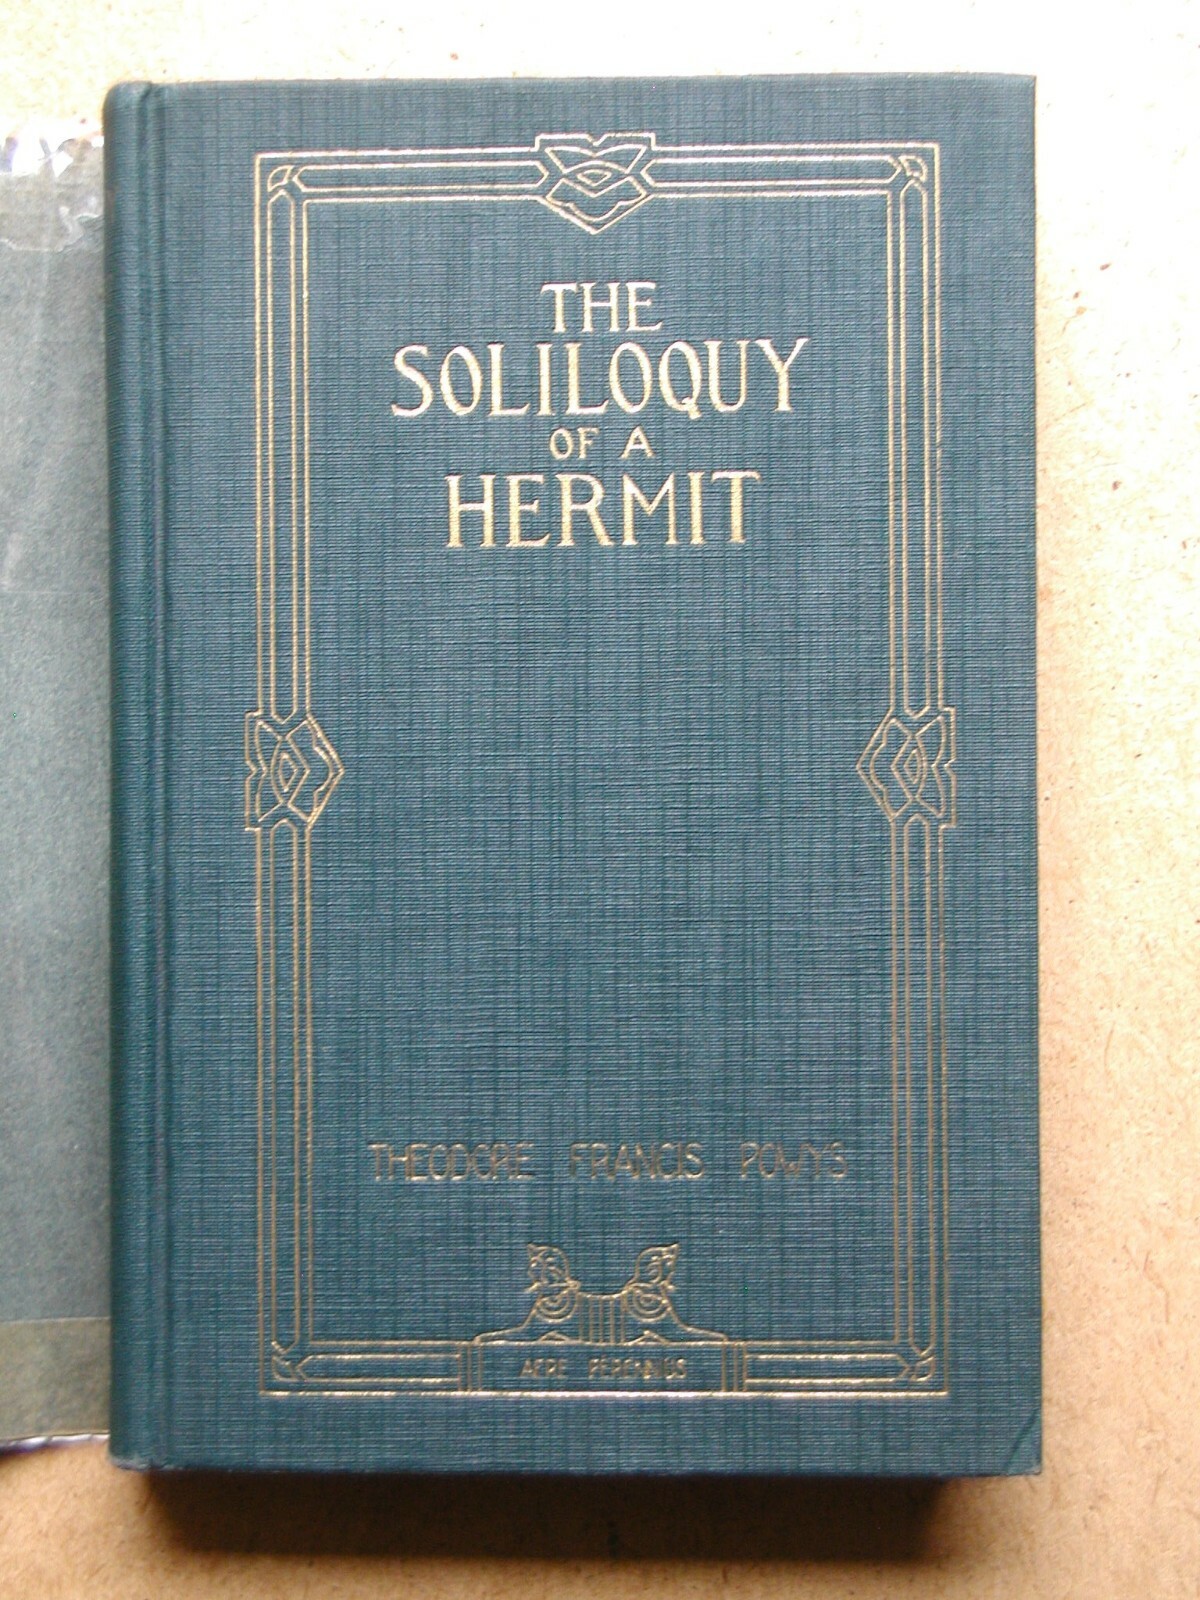 THE
SOLILOQUY
OF A
HERMIT
THEODORE FRANCIS POWYS
AERE PERENNIUS